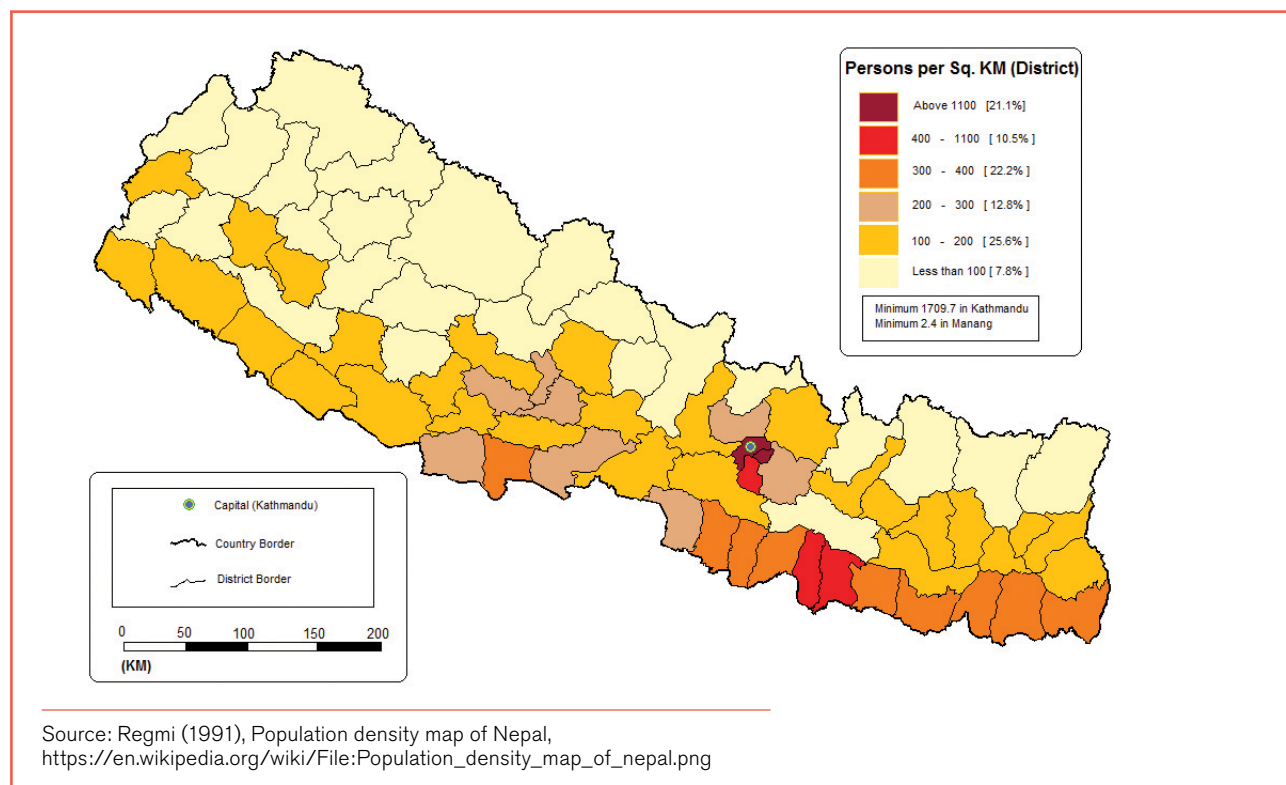 Persons per Sq. KM (District)
Above 1100 [21.1%]
400 - 1100 [ 10.5%]
300 - 400 [ 22.2%]
200 - 300 [ 12.8%]
100 - 200 [ 25.6%]
Less than 100 [ 7.8% ]
Minimum 1709.7 in Kathmandu
Minimum 2.4 in Manang
Capital (Kathmandu)
Country Border
District Border
0 50 100 150 200
(KM)
Source: Regmi (1991), Population density map of Nepal,
https://en.wikipedia.org/wiki/File:Population_density_map_of_nepal.png